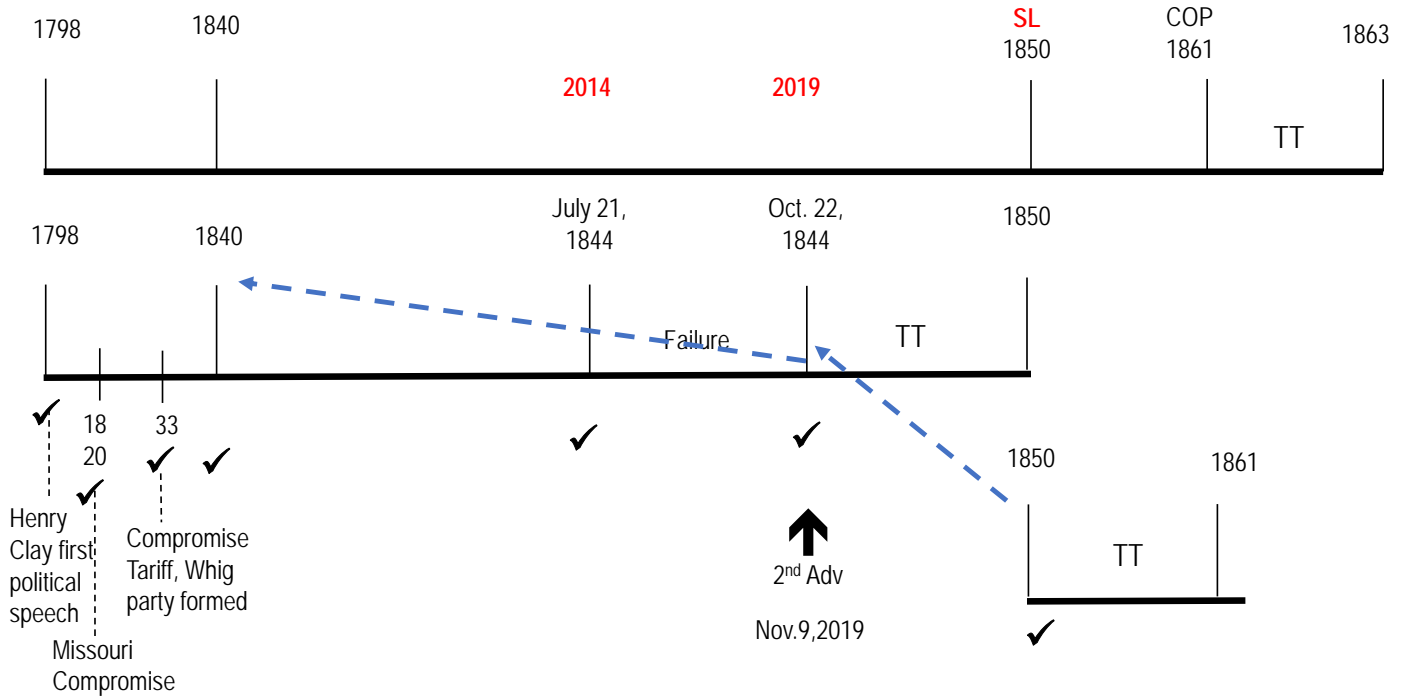 1798
1840
SL
1850
COP
1861
1863
2014
2019
TT
1798
1840
July 21,
1844
Oct. 22,
1844
1850
Failure
TT
18
20
33
1850
1861
Henry
Clay first
political
speech
Compromise
Tariff, Whig
party formed
2nd Adv
TT
Nov.9,2019
Missouri
Compromise